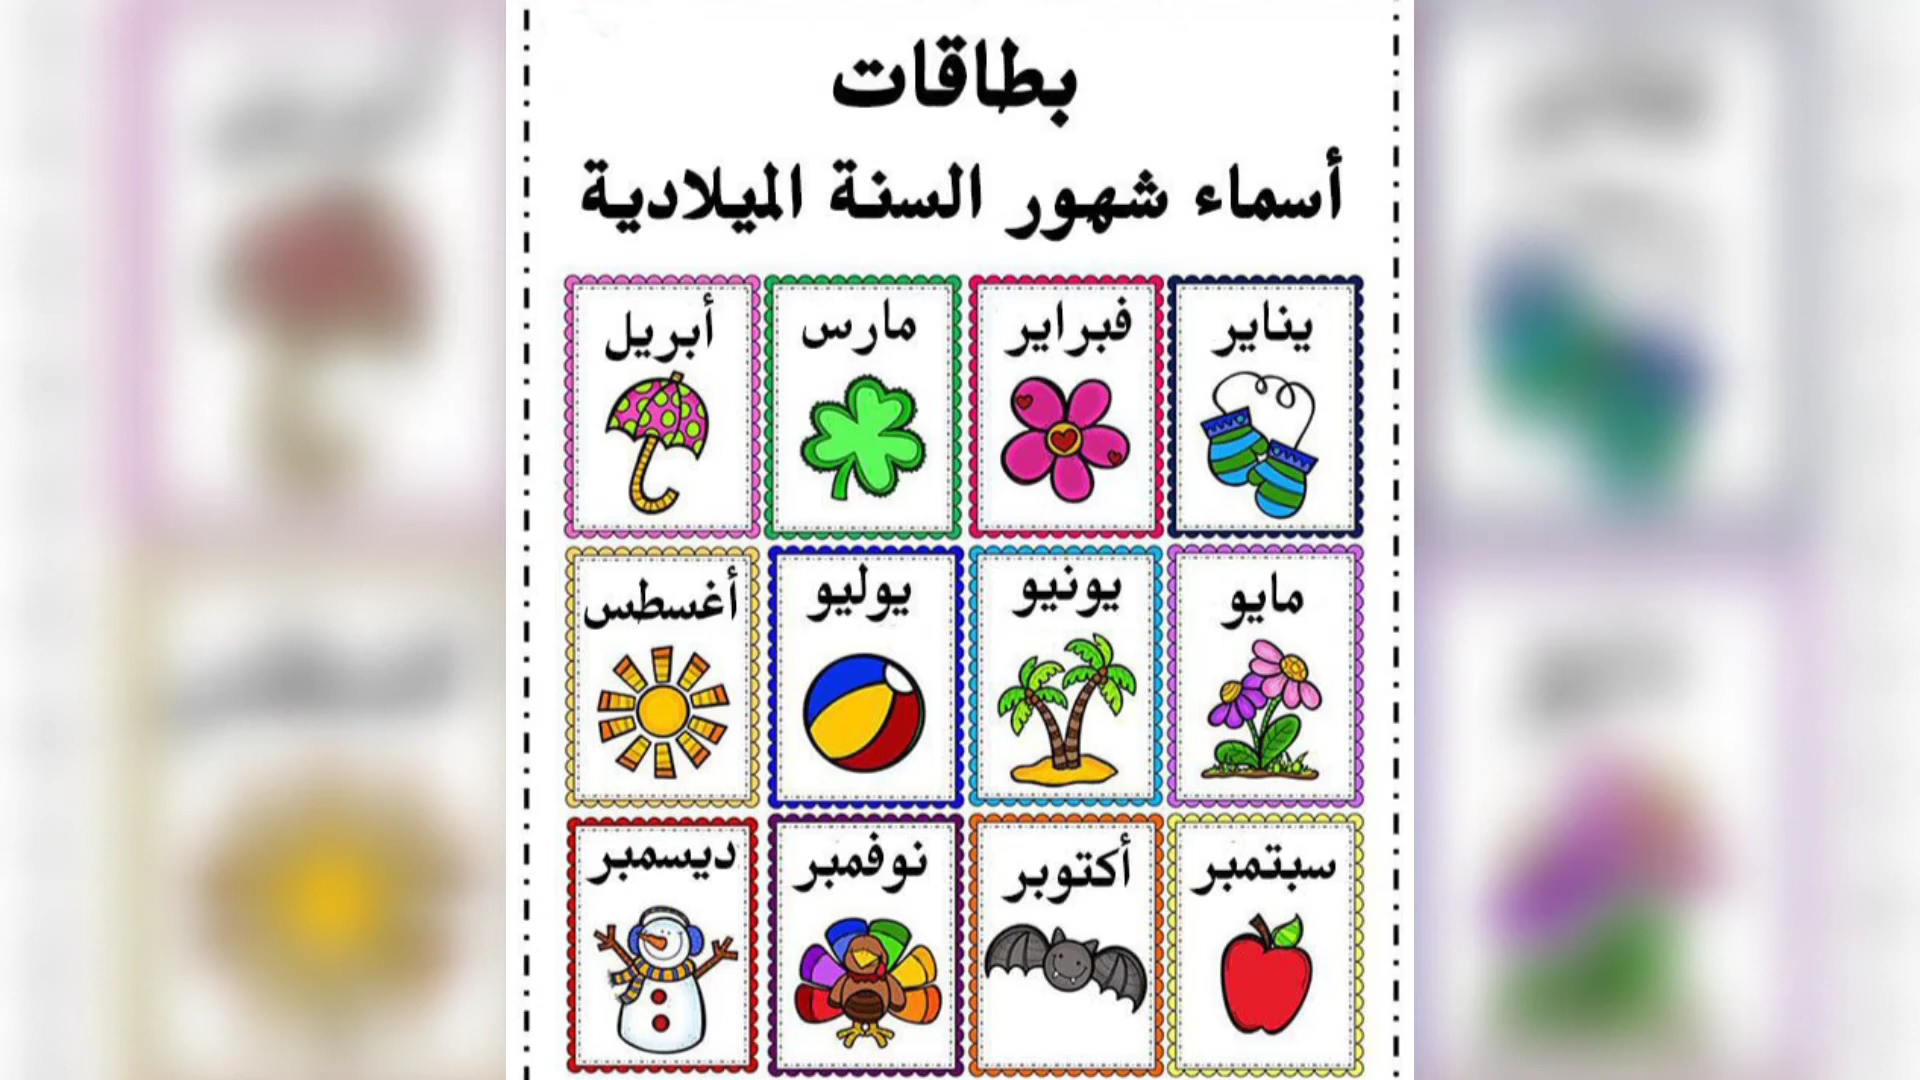 بطاقات
أسماء شهور السنة الميلادية
يناير
فبراير
مارس
أبريل
مايو
يونيو
يوليو
أغسطس
سبتمبر
أكتوبر
نوفمبر
ديسمبر